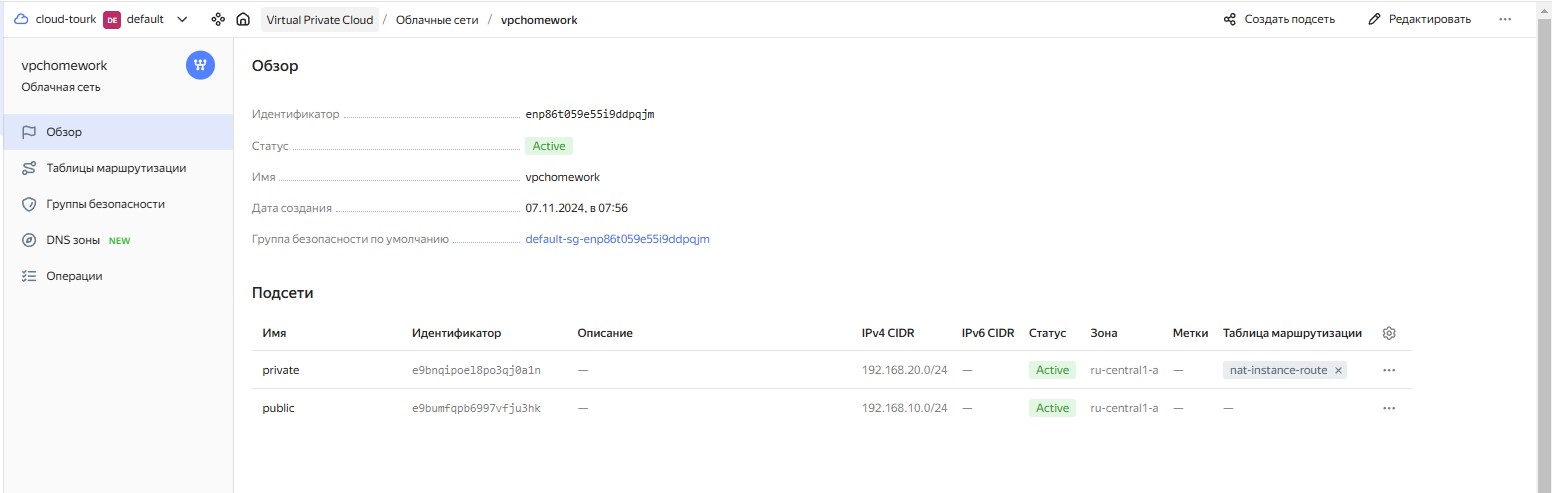 cloud-tourk DE default Virtual Private Cloud / Облачные сети / vpchomework Создать подсеть Редактировать
vpchomework
Облачная сеть
Обзор
Таблицы маршрутизации
Группы безопасности
DNS зоны NEW
Операции
Обзор
Идентификатор enp86t059e55i9ddpqjm
Статус Active
Имя vpchomework
Дата создания 07.11.2024, в 07:56
Группа безопасности по умолчанию default-sg-enp86t059e55i9ddpqjm
Подсети
Имя Идентификатор Описание IPv4 CIDR IPv6 CIDR Статус Зона Метки Таблица маршрутизации
private e9bnqipoel8po3qj0a1n — 192.168.20.0/24 — Active ru-central1-a — nat-instance-route ×
public e9bumfqpb6997vfju3hk — 192.168.10.0/24 — Active ru-central1-a — —